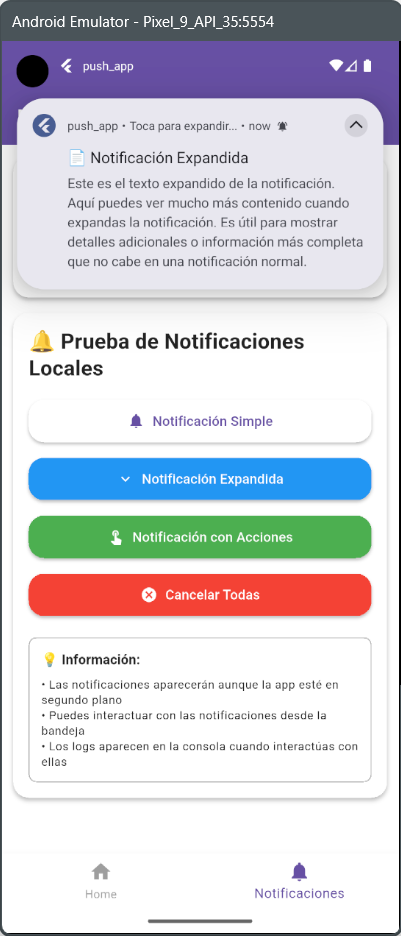 Android Emulator - Pixel_9_API_35:5554
push_app
push_app • Toca para expandir... • now
📄 Notificación Expandida
Este es el texto expandido de la notificación.
Aquí puedes ver mucho más contenido cuando
expandas la notificación. Es útil para mostrar
detalles adicionales o información más completa
que no cabe en una notificación normal.
🔔 Prueba de Notificaciones
Locales
Notificación Simple
Notificación Expandida
Notificación con Acciones
Cancelar Todas
💡 Información:
• Las notificaciones aparecerán aunque la app esté en
segundo plano
• Puedes interactuar con las notificaciones desde la
bandeja
• Los logs aparecen en la consola cuando interactúas con
ellas
Home
Notificaciones